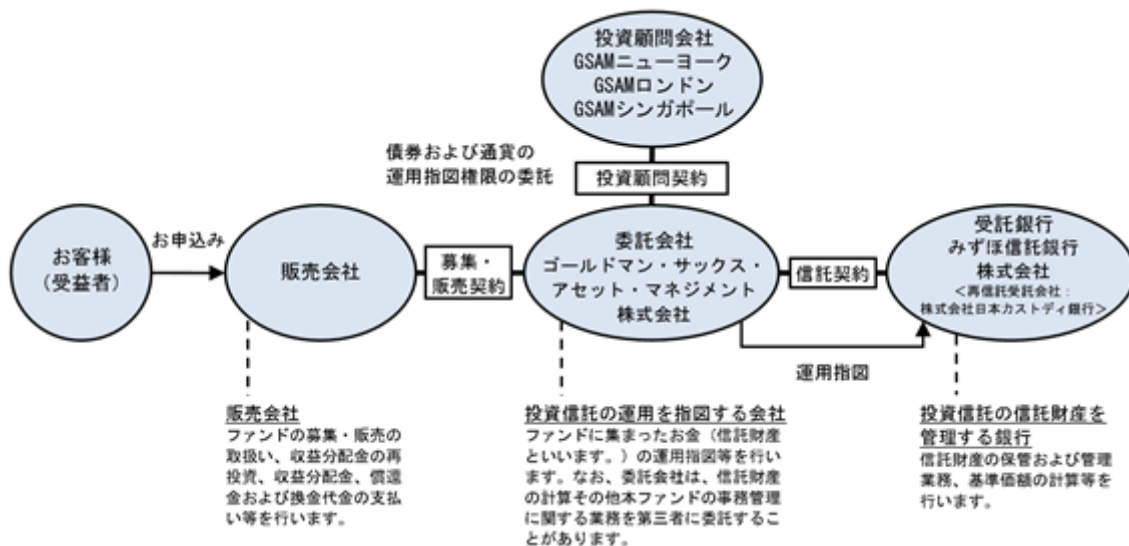 投資顧問会社
GSAMニューヨーク
GSAMロンドン
GSAMシンガポール
債券および通貨の
運用指図権限の委託
投資顧問契約
お客様
(受益者)
お申込み
販売会社
募集・
販売契約
委託会社
ゴールドマン・サックス・
アセット・マネジメント
株式会社
信託契約
受託銀行
みずほ信託銀行
株式会社
<再信託受託会社:
株式会社日本カストディ銀行>
運用指図
販売会社
ファンドの募集・販売の
取扱い、収益分配金の再
投資、収益分配金、償還
金および換金代金の支払
い等を行います。
投資信託の運用を指図する会社
ファンドに集まったお金(信託財産
といいます。)の運用指図等を行い
ます。なお、委託会社は、信託財産
の計算その他本ファンドの事務管理
に関する業務を第三者に委託するこ
とがあります。
投資信託の信託財産を
管理する銀行
信託財産の保管および管理
業務、基準価額の計算等を
行います。